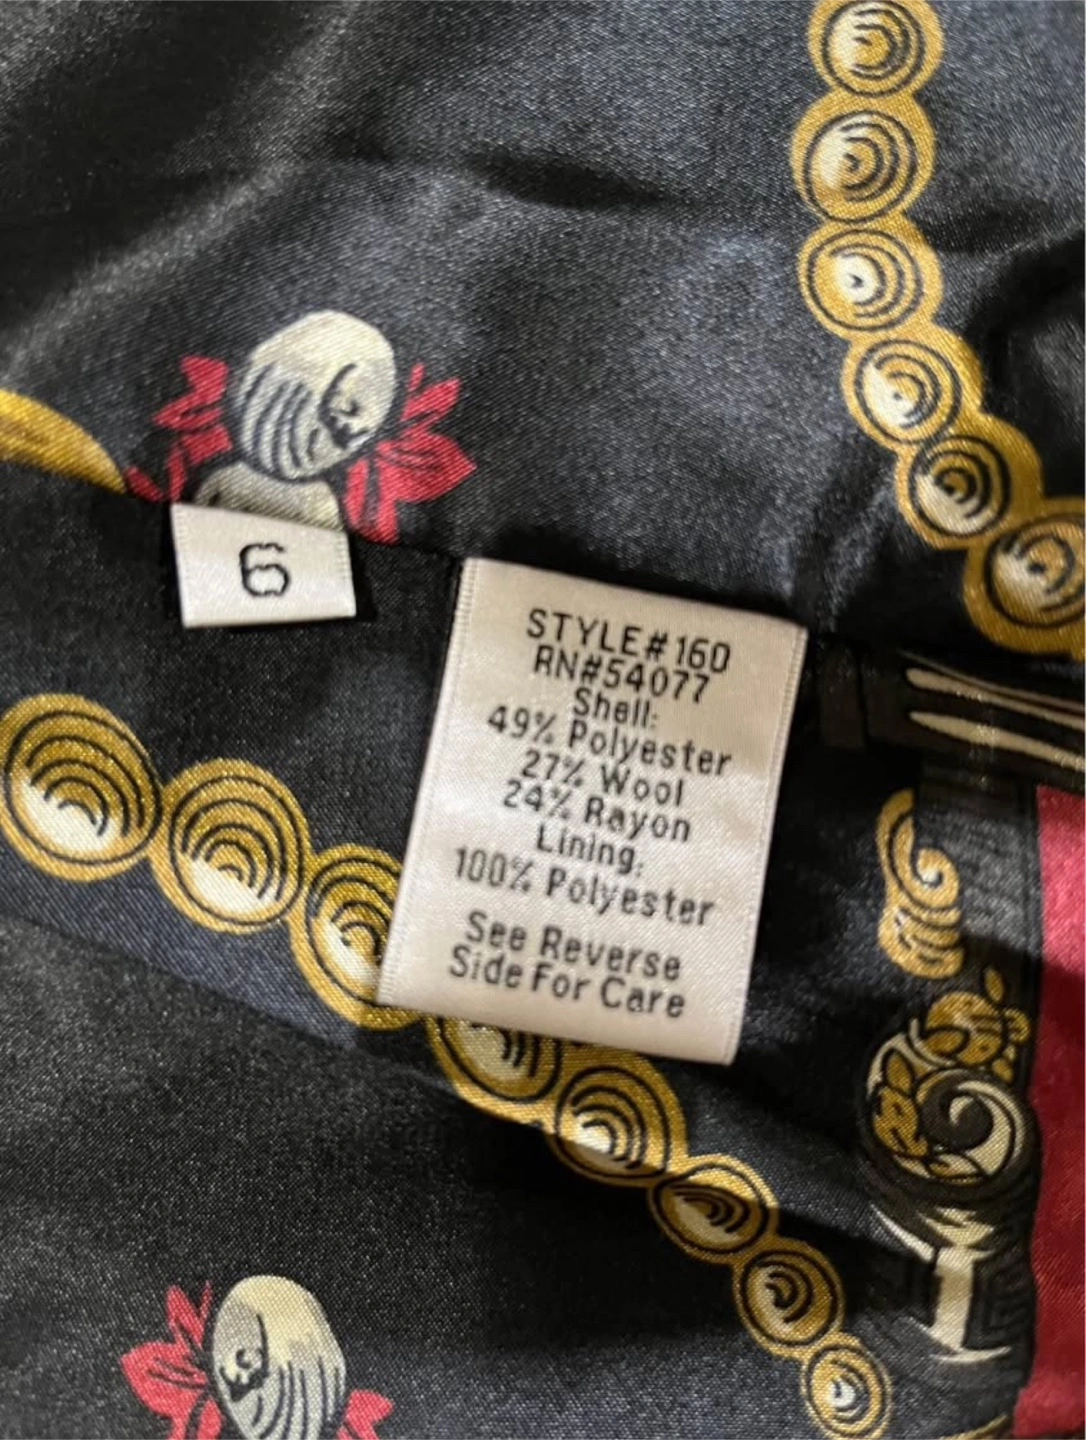 6
STYLE# 160
RN#54077
Shell:
49% Polyester
27% Wool
24% Rayon
Lining:
100% Polyester
See Reverse
Side For Care